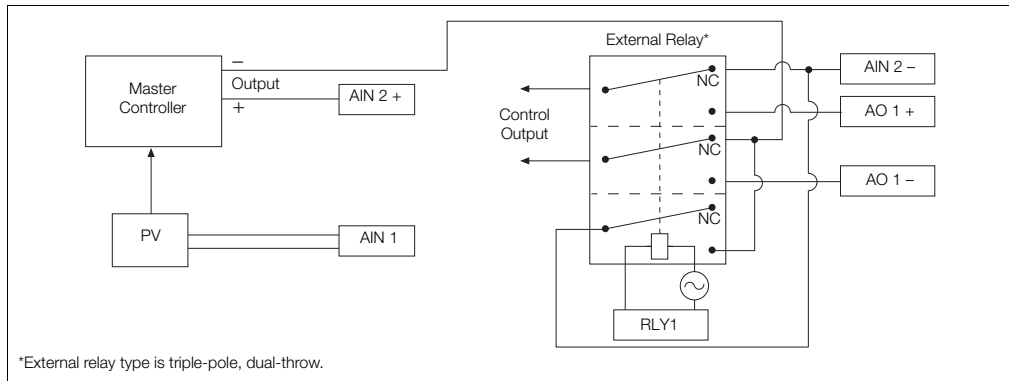 External Relay*
Master
Controller
–
Output
+
AIN 2 +
PV
AIN 1
Control
Output
NC
NC
NC
AIN 2 –
AO 1 +
AO 1 –
RLY1
*External relay type is triple-pole, dual-throw.